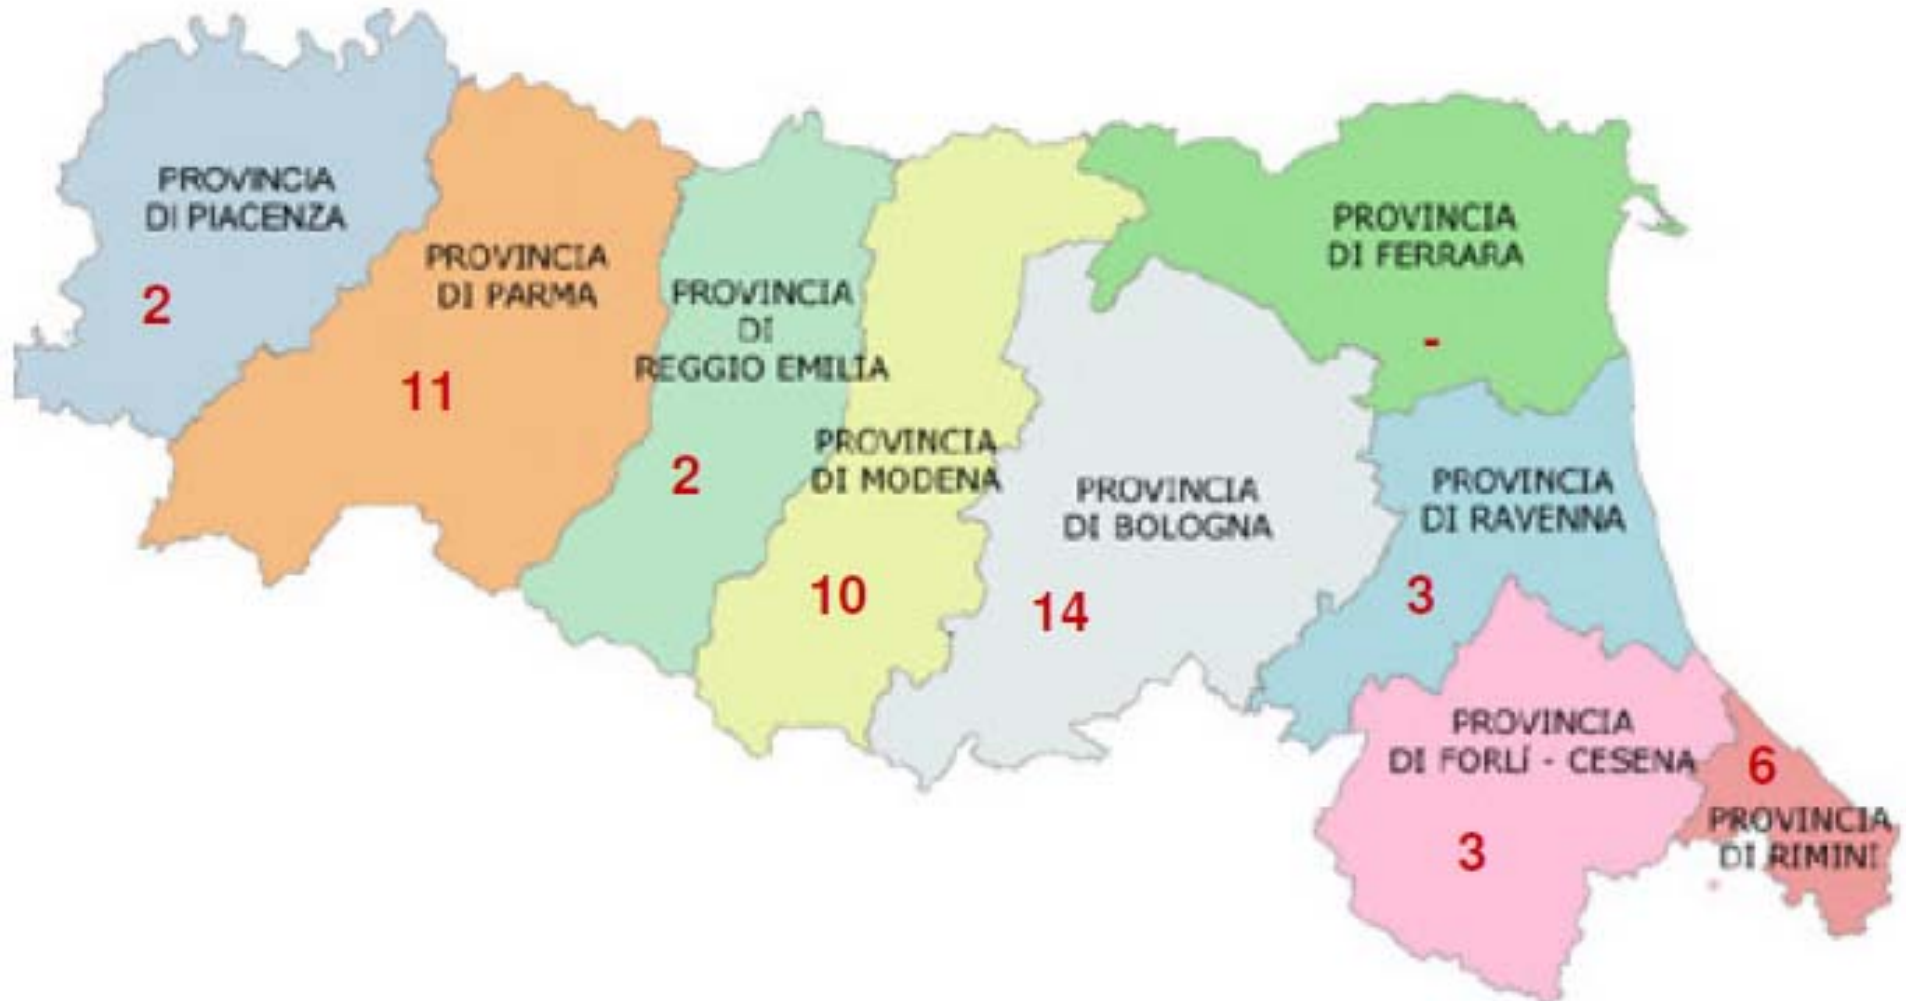 PROVINCIA
DI PIACENZA
2
PROVINCIA
DI PARMA
11
PROVINCIA
DI
REGGIO EMILIA
2
PROVINCIA
DI MODENA
10
PROVINCIA
DI BOLOGNA
14
PROVINCIA
DI FERRARA
-
PROVINCIA
DI RAVENNA
3
PROVINCIA
DI FORLÍ - CESENA
3
6
PROVINCIA
DI RIMINI